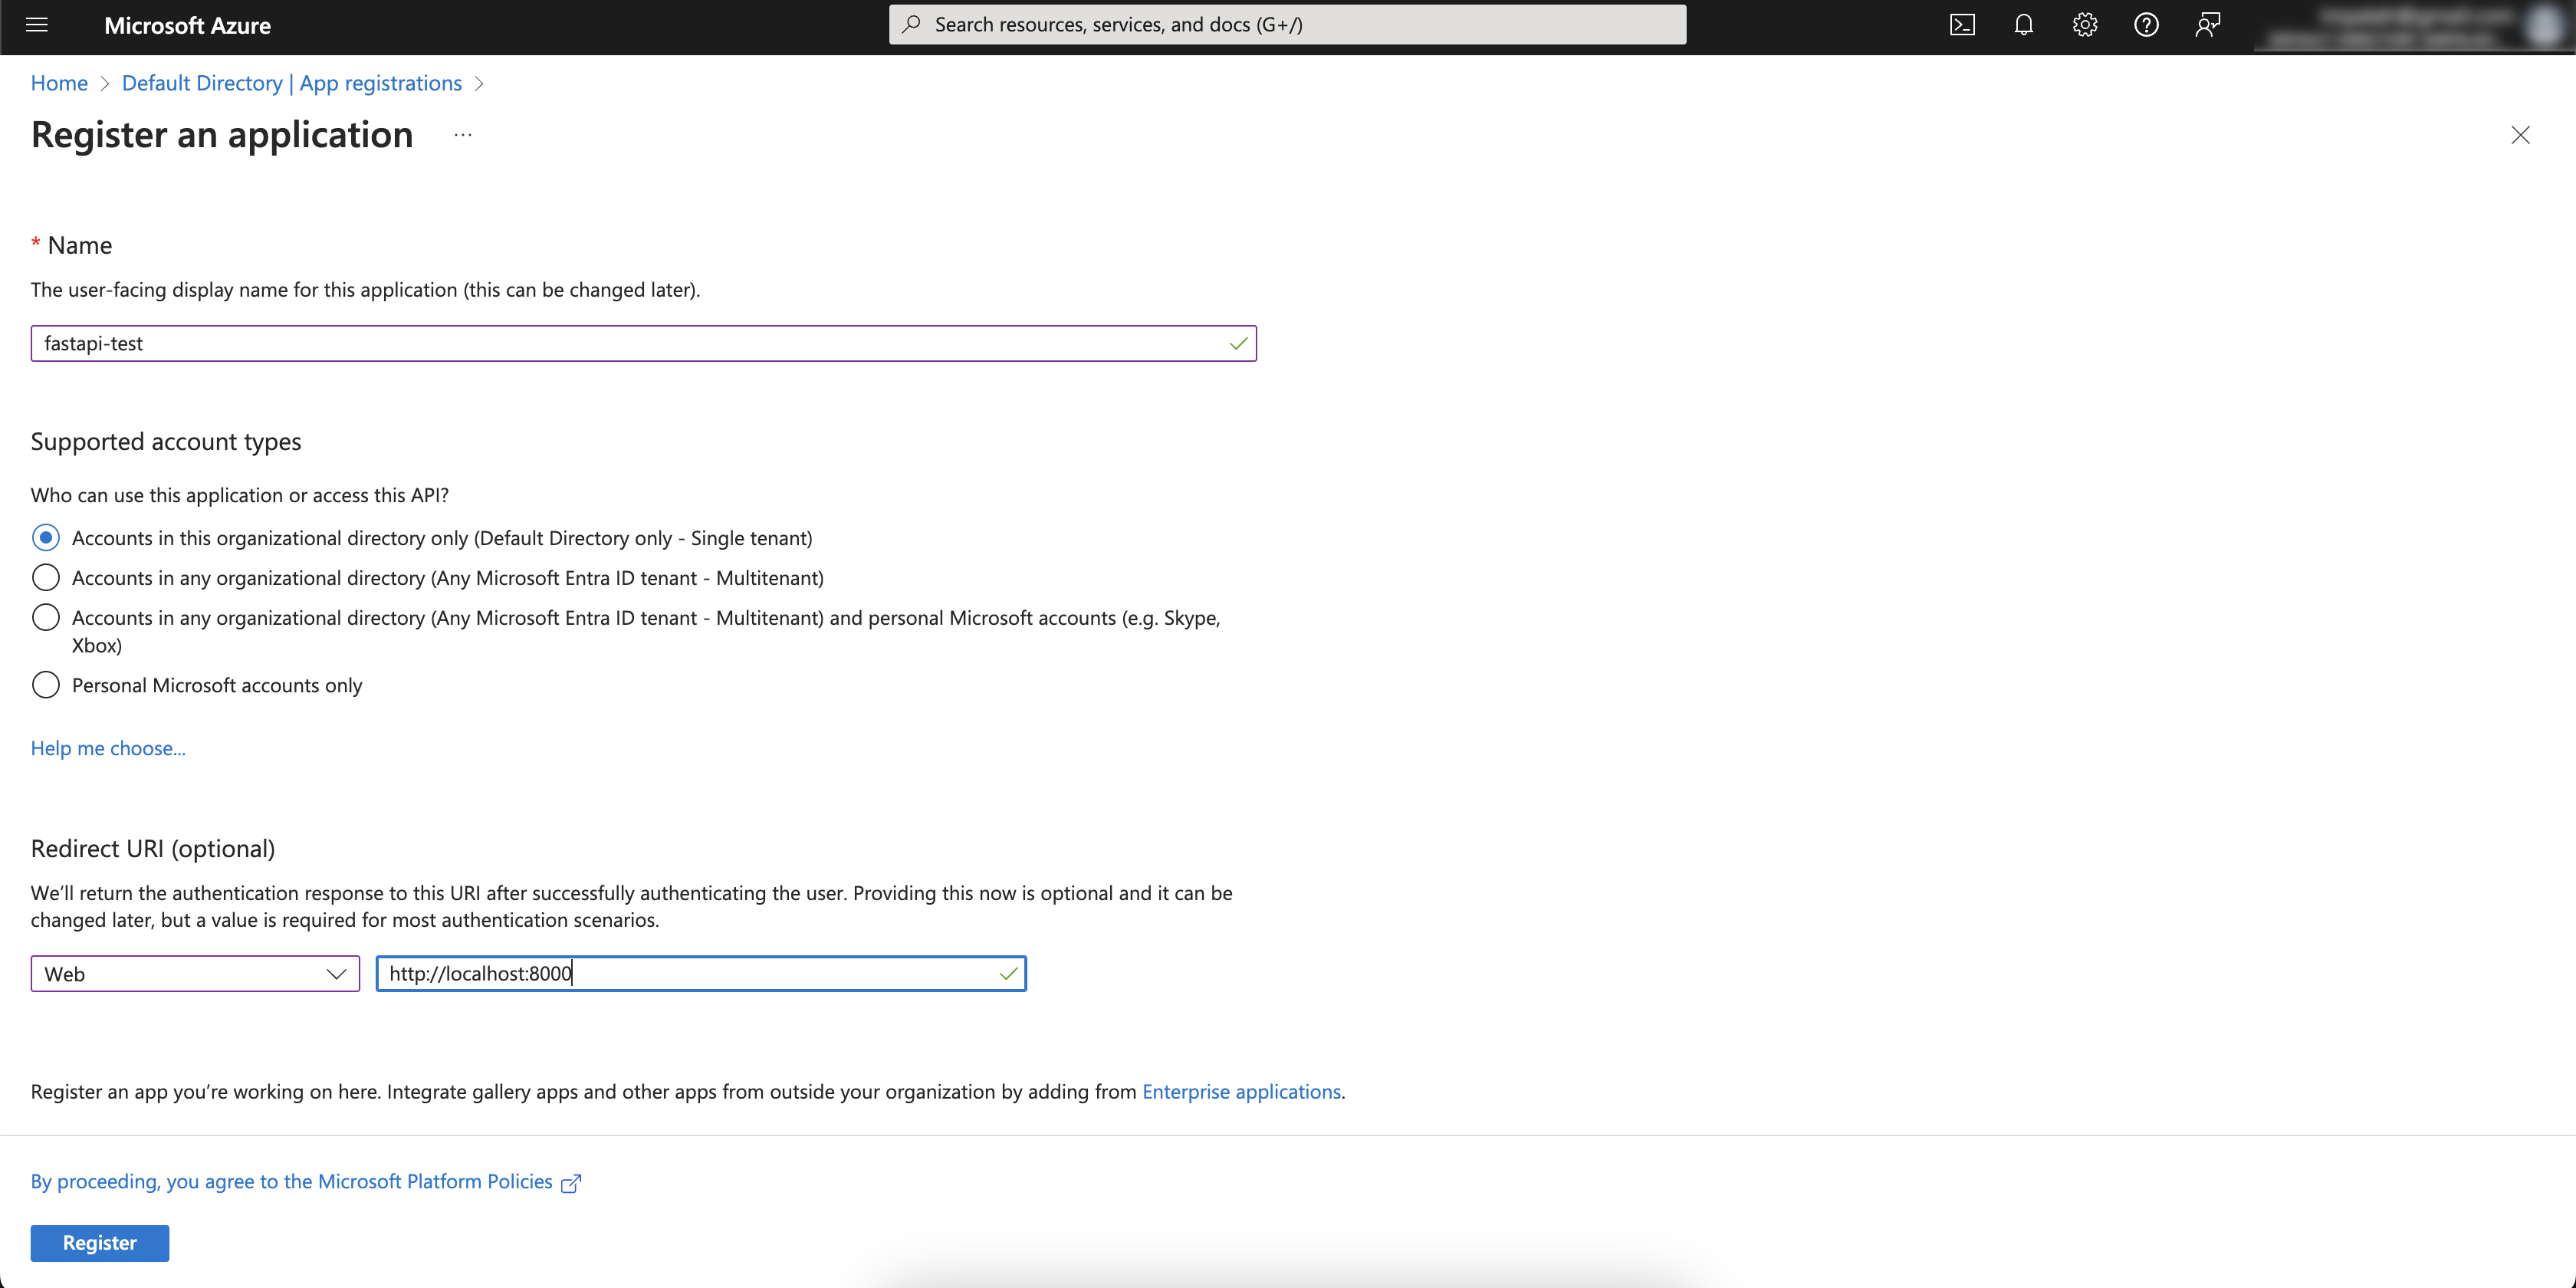 Microsoft Azure
Search resources, services, and docs (G+/)
Home > Default Directory | App registrations >
Register an application ...
* Name
The user-facing display name for this application (this can be changed later).
fastapi-test
Supported account types
Who can use this application or access this API?
Accounts in this organizational directory only (Default Directory only - Single tenant)
Accounts in any organizational directory (Any Microsoft Entra ID tenant - Multitenant)
Accounts in any organizational directory (Any Microsoft Entra ID tenant - Multitenant) and personal Microsoft accounts (e.g. Skype,
Xbox)
Personal Microsoft accounts only
Help me choose...
Redirect URI (optional)
We’ll return the authentication response to this URI after successfully authenticating the user. Providing this now is optional and it can be
changed later, but a value is required for most authentication scenarios.
Web
http://localhost:8000
Register an app you’re working on here. Integrate gallery apps and other apps from outside your organization by adding from Enterprise applications.
By proceeding, you agree to the Microsoft Platform Policies
Register